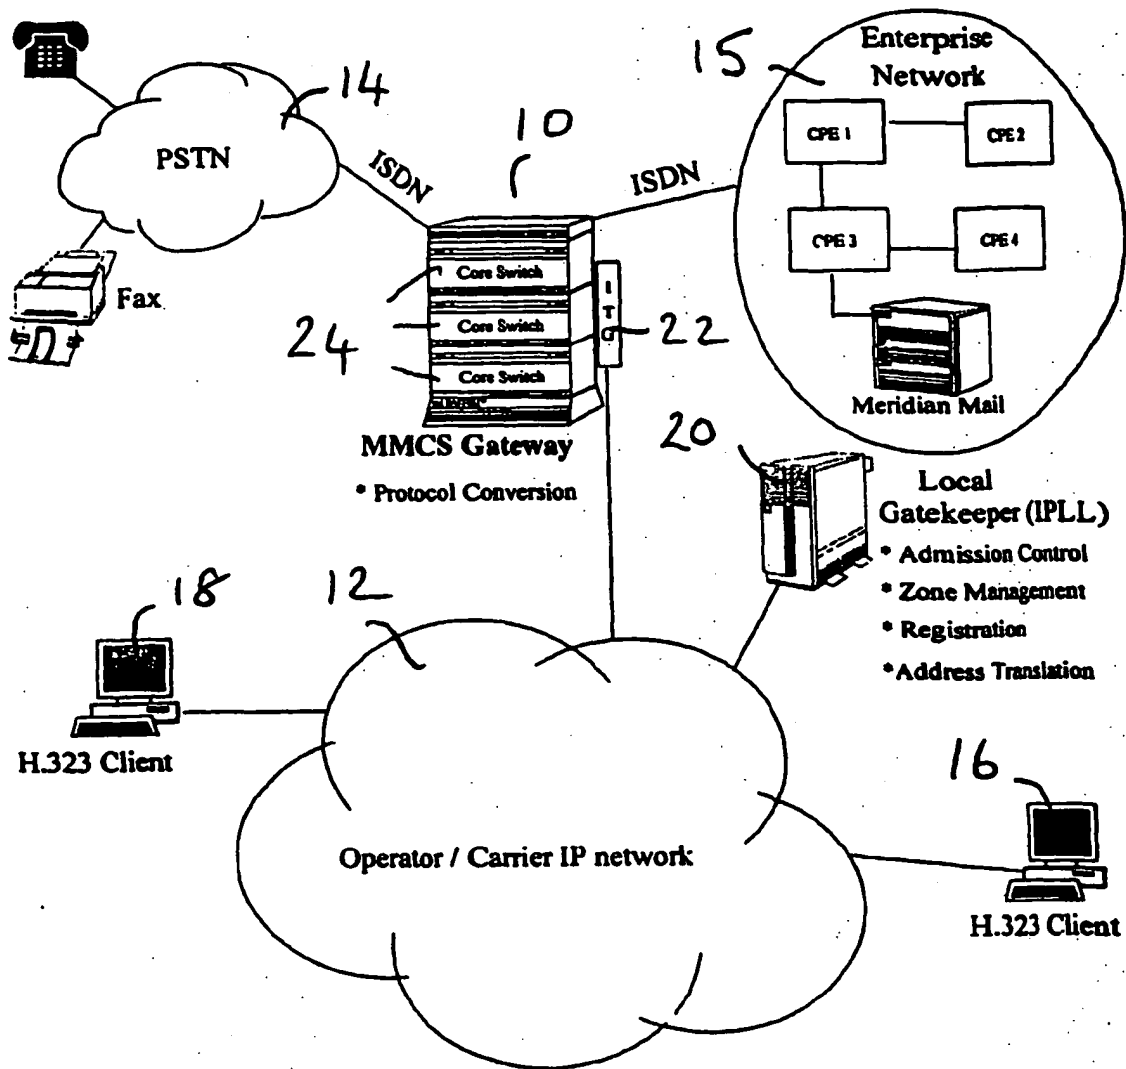 14
PSTN
ISDN
Fax
10
ISDN
15
Enterprise
Network
CPE 1
CPE 2
CPE 3
CPE 4
Meridian Mail
Core Switch
Core Switch
Core Switch
24
I
T
G
22
MMCS Gateway
* Protocol Conversion
20
Local
Gatekeeper (IPLL)
* Admission Control
* Zone Management
* Registration
*Address Translation
18
H.323 Client
12
Operator / Carrier IP network
16
H.323 Client